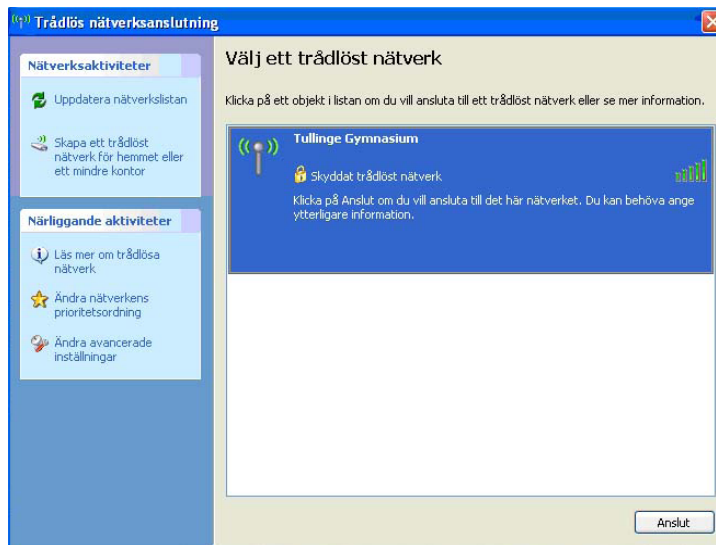 Trådlös nätverksanslutning
Nätverksaktiviteter
Uppdatera nätverkslistan
Skapa ett trådlöst
nätverk för hemmet eller
ett mindre kontor
Närliggande aktiviteter
Läs mer om trådlösa
nätverk
Ändra nätverkens
prioritetsordning
Ändra avancerade
inställningar
Välj ett trådlöst nätverk
Klicka på ett objekt i listan om du vill ansluta till ett trådlöst nätverk eller se mer information.
Tullinge Gymnasium
Skyddat trådlöst nätverk
Klicka på Anslut om du vill ansluta till det här nätverket. Du kan behöva ange
ytterligare information.
Anslut